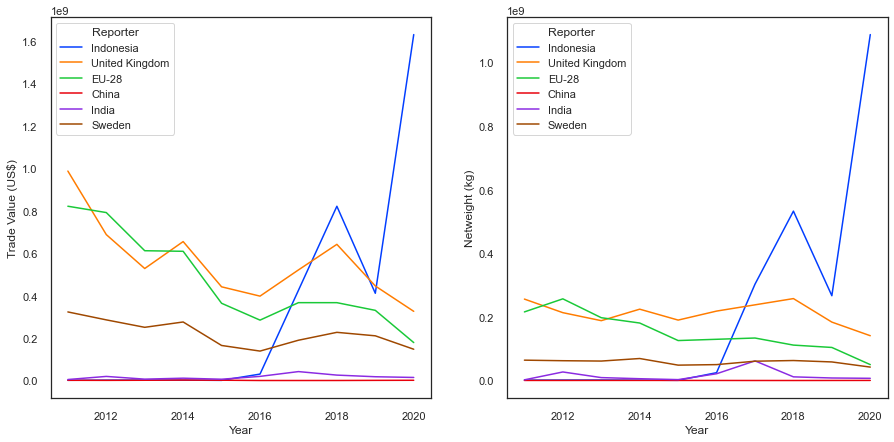 1e9
Reporter
Indonesia
United Kingdom
EU-28
China
India
Sweden
1.6
1.4
1.2
1.0
0.8
0.6
0.4
0.2
0.0
Trade Value (US$)
2012 2014 2016 2018 2020
Year
1e9
Reporter
Indonesia
United Kingdom
EU-28
China
India
Sweden
1.0
0.8
0.6
0.4
0.2
0.0
Netweight (kg)
2012 2014 2016 2018 2020
Year